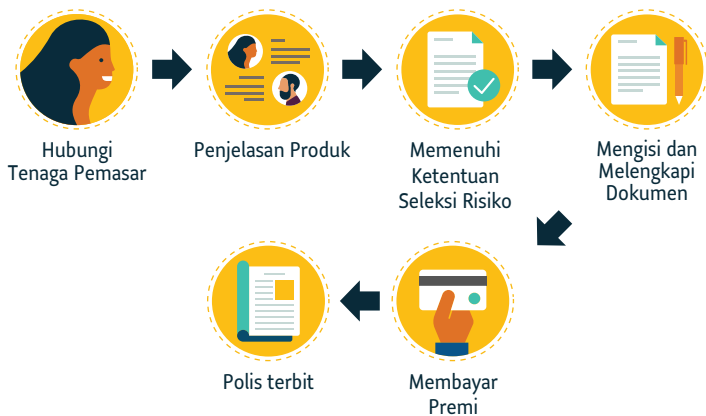 Hubungi
Tenaga Pemasar
Penjelasan Produk
Memenuhi
Ketentuan
Seleksi Risiko
Mengisi dan
Melengkapi
Dokumen
Polis terbit
Membayar
Premi